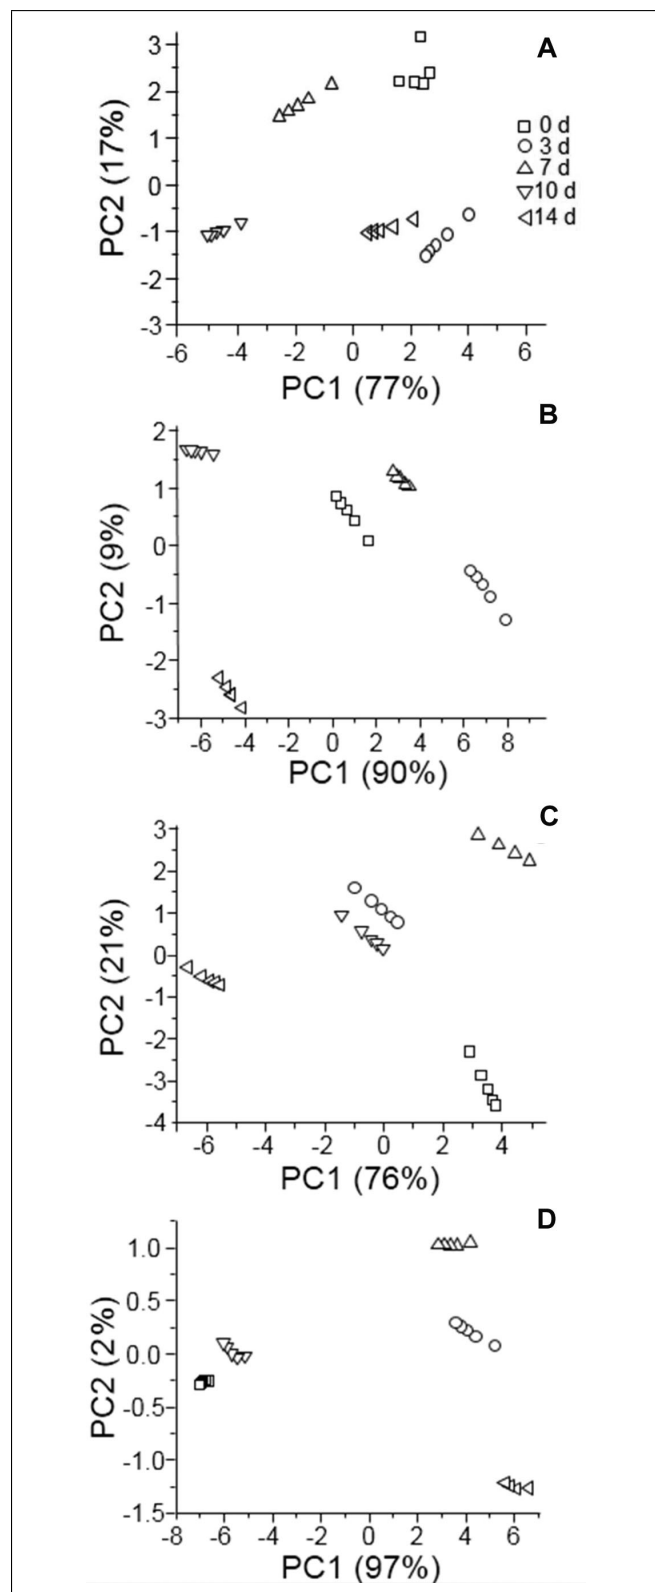 A
3
2
1
0
-1
-2
-3
PC2 (17%)
0 d
3 d
7 d
10 d
14 d
-6 -4 -2 0 2 4 6
PC1 (77%)
B
2
1
0
-1
-2
-3
PC2 (9%)
-6 -4 -2 0 2 4 6 8
PC1 (90%)
C
3
2
1
0
-1
-2
-3
-4
PC2 (21%)
-6 -4 -2 0 2 4
PC1 (76%)
D
1.0
0.5
0.0
-0.5
-1.0
-1.5
PC2 (2%)
-8 -6 -4 -2 0 2 4 6
PC1 (97%)